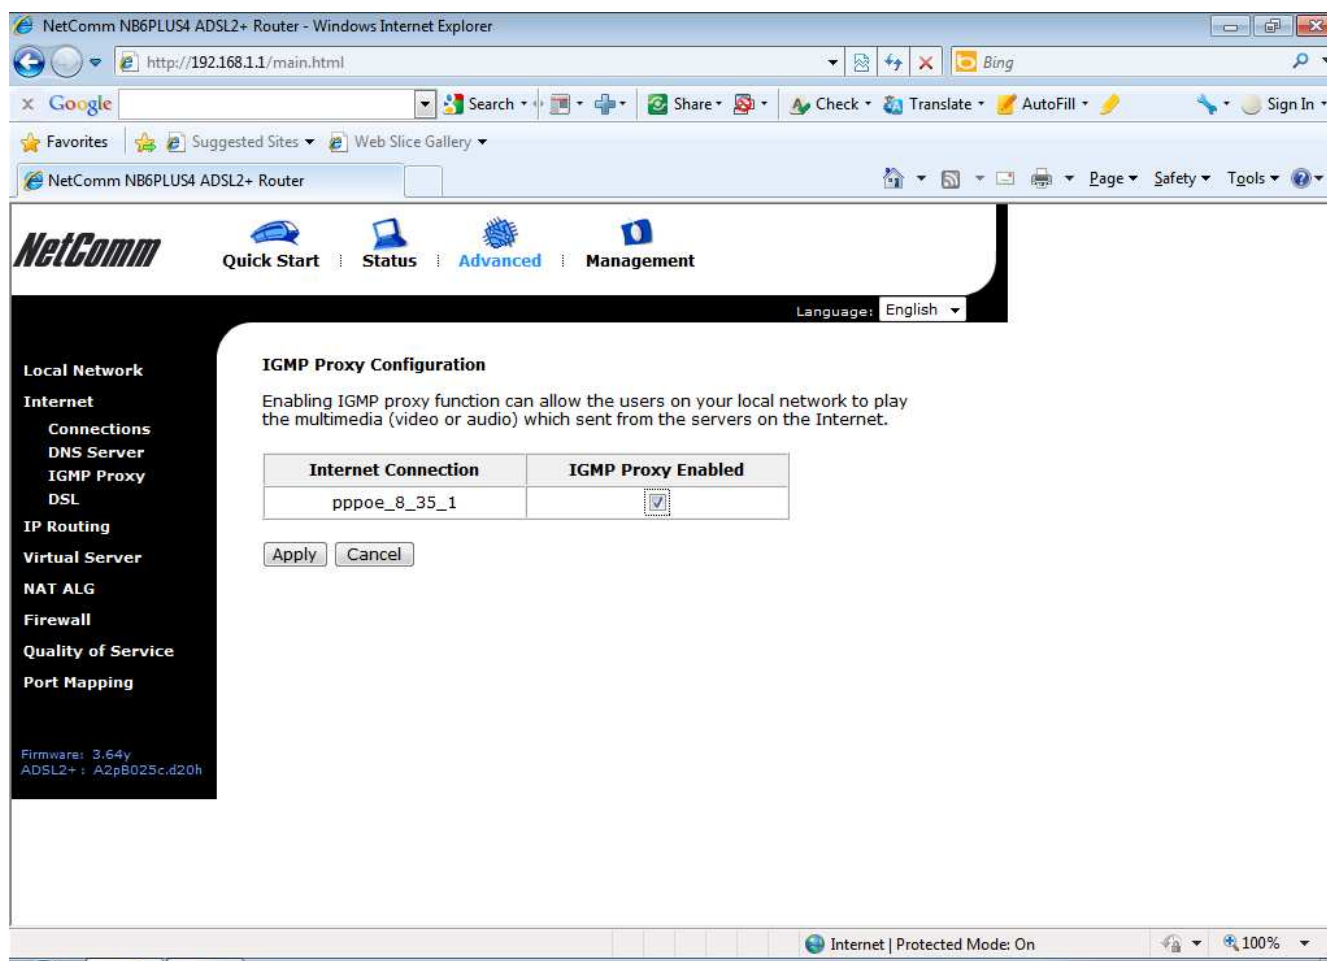 NetComm NB6PLUS4 ADSL2+ Router - Windows Internet Explorer
http://192.168.1.1/main.html
Bing
x Google Search Share Check Translate AutoFill Sign In
Favorites Suggested Sites Web Slice Gallery
NetComm NB6PLUS4 ADSL2+ Router Page Safety Tools
NetComm
Quick Start Status Advanced Management
Language: English
Local Network
Internet
Connections
DNS Server
IGMP Proxy
DSL
IP Routing
Virtual Server
NAT ALG
Firewall
Quality of Service
Port Mapping
Firmware: 3.64y
ADSL2+ : A2pB025c.d20h
IGMP Proxy Configuration
Enabling IGMP proxy function can allow the users on your local network to play
the multimedia (video or audio) which sent from the servers on the Internet.
Internet Connection IGMP Proxy Enabled
pppoe_8_35_1
Apply Cancel
Internet | Protected Mode: On 100%